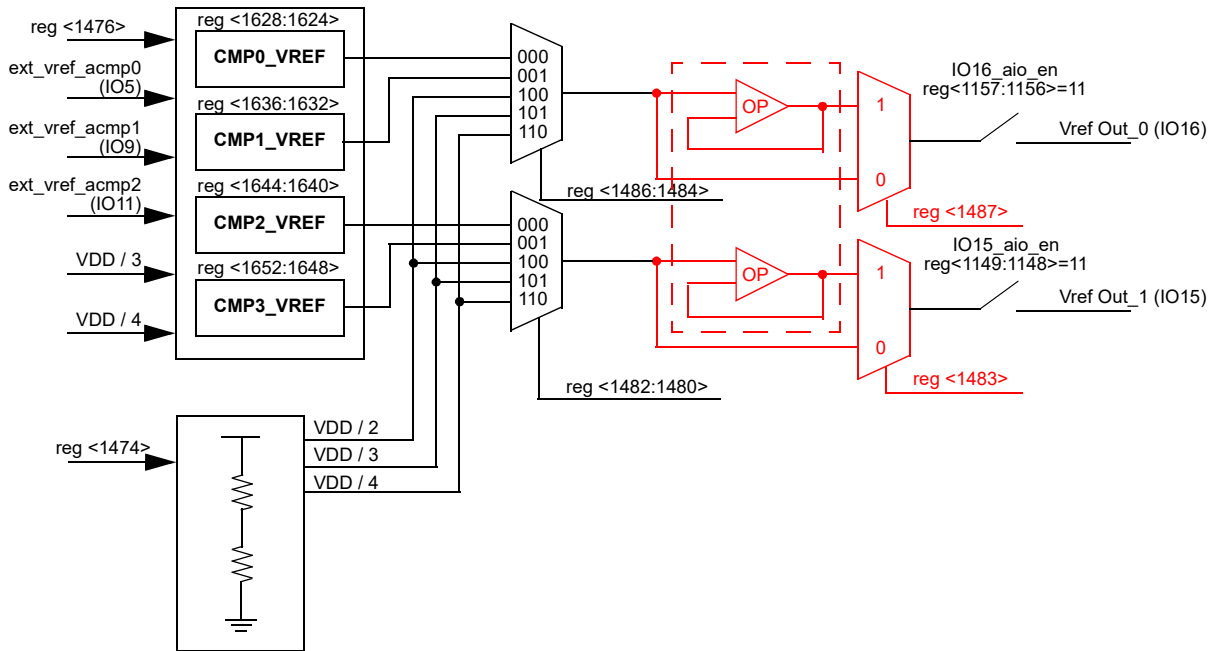 reg <1476>
ext_vref_acmp0
(IO5)
ext_vref_acmp1
(IO9)
ext_vref_acmp2
(IO11)
VDD / 3
VDD / 4
reg <1628:1624>
CMP0_VREF
reg <1636:1632>
CMP1_VREF
reg <1644:1640>
CMP2_VREF
reg <1652:1648>
CMP3_VREF
000
001
100
101
110
reg <1486:1484>
OP
1
0
reg <1487>
IO16_aio_en
reg<1157:1156>=11
Vref Out_0 (IO16)
000
001
100
101
110
reg <1482:1480>
OP
1
0
reg <1483>
IO15_aio_en
reg<1149:1148>=11
Vref Out_1 (IO15)
reg <1474>
VDD / 2
VDD / 3
VDD / 4